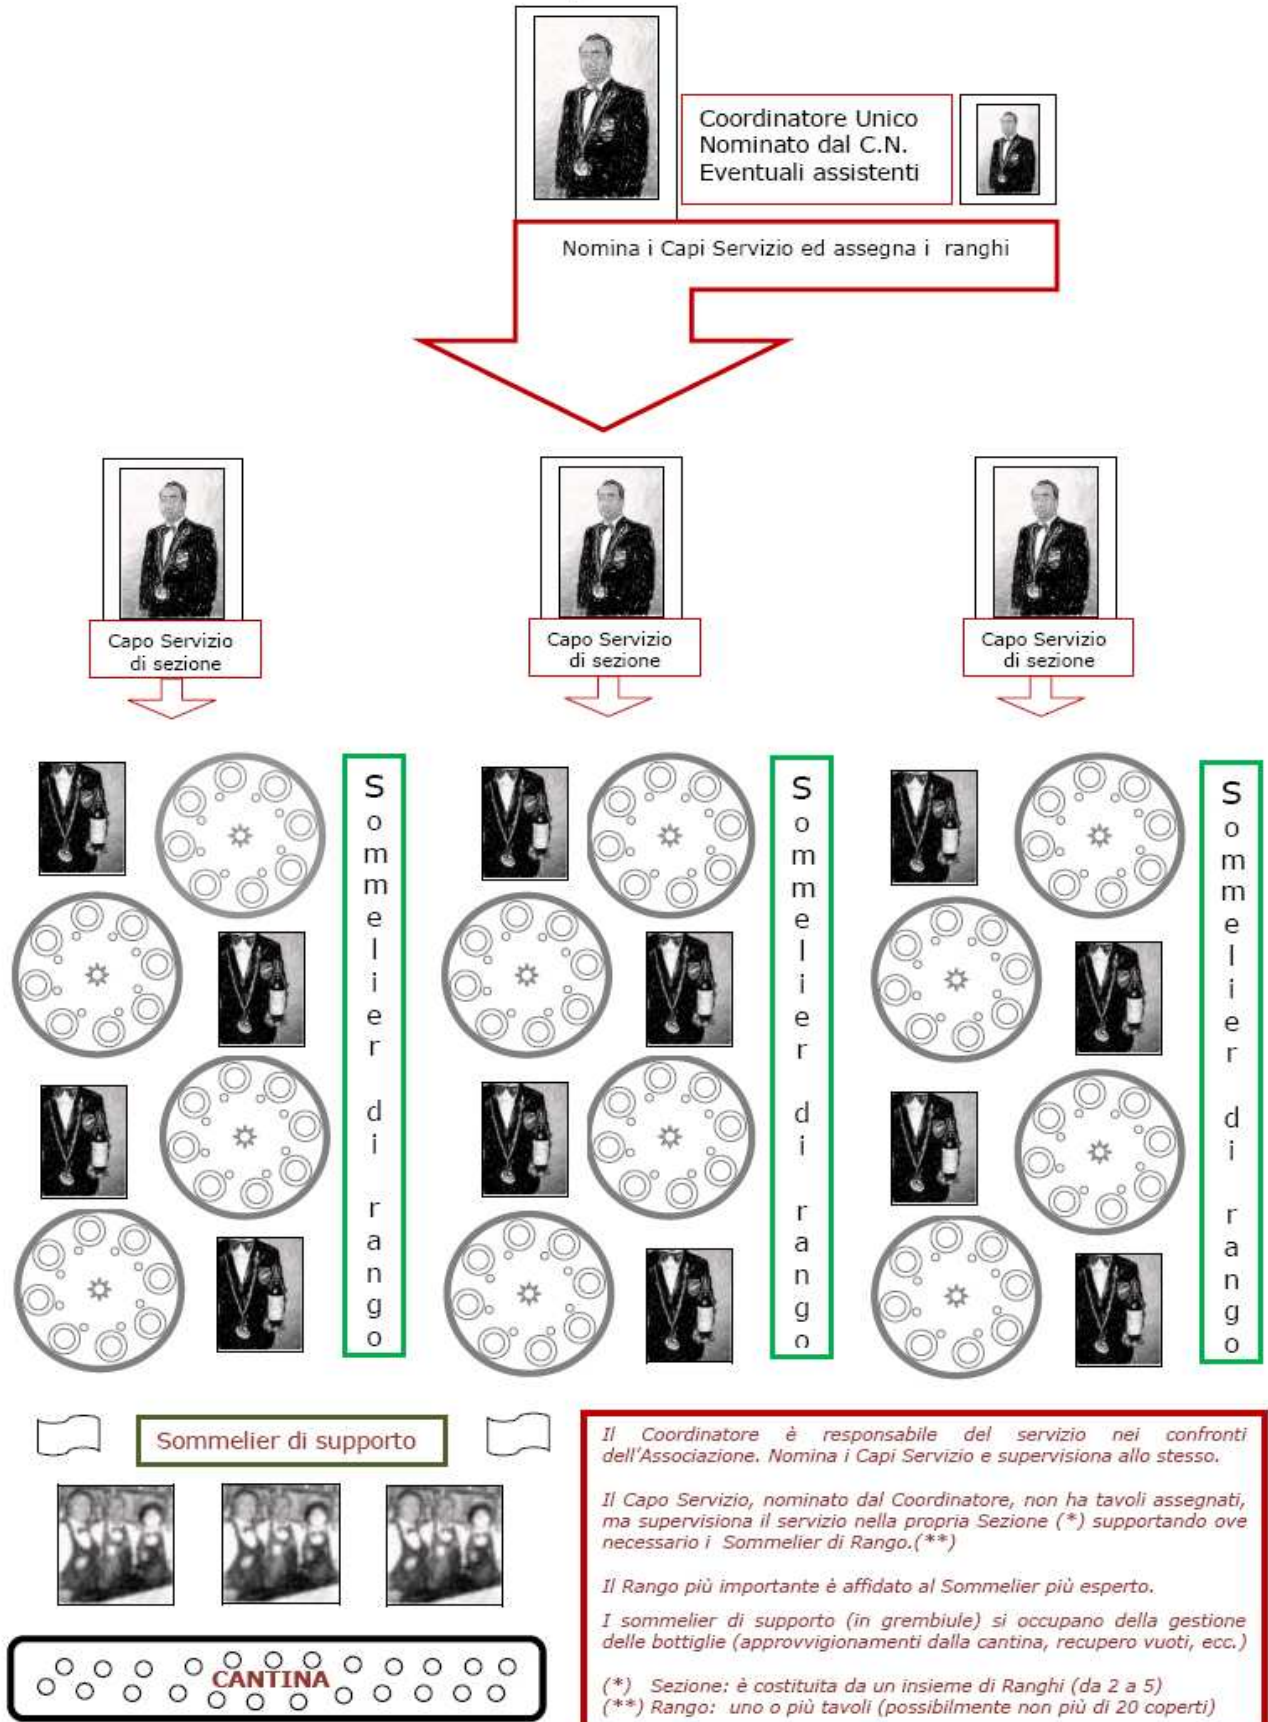 Coordinatore Unico
Nominato dal C.N.
Eventuali assistenti
Nomina i Capi Servizio ed assegna i ranghi
Capo Servizio
di sezione
Capo Servizio
di sezione
Capo Servizio
di sezione
Sommelier di rango
Sommelier di rango
Sommelier di rango
Sommelier di supporto
CANTINA
Il Coordinatore è responsabile del servizio nei confronti
dell'Associazione. Nomina i Capi Servizio e supervisiona allo stesso.
Il Capo Servizio, nominato dal Coordinatore, non ha tavoli assegnati,
ma supervisiona il servizio nella propria Sezione (*) supportando ove
necessario i Sommelier di Rango.(**)
Il Rango più importante è affidato al Sommelier più esperto.
I sommelier di supporto (in grembiule) si occupano della gestione
delle bottiglie (approvvigionamenti dalla cantina, recupero vuoti, ecc.)
(*) Sezione: è costituita da un insieme di Ranghi (da 2 a 5)
(**) Rango: uno o più tavoli (possibilmente non più di 20 coperti)